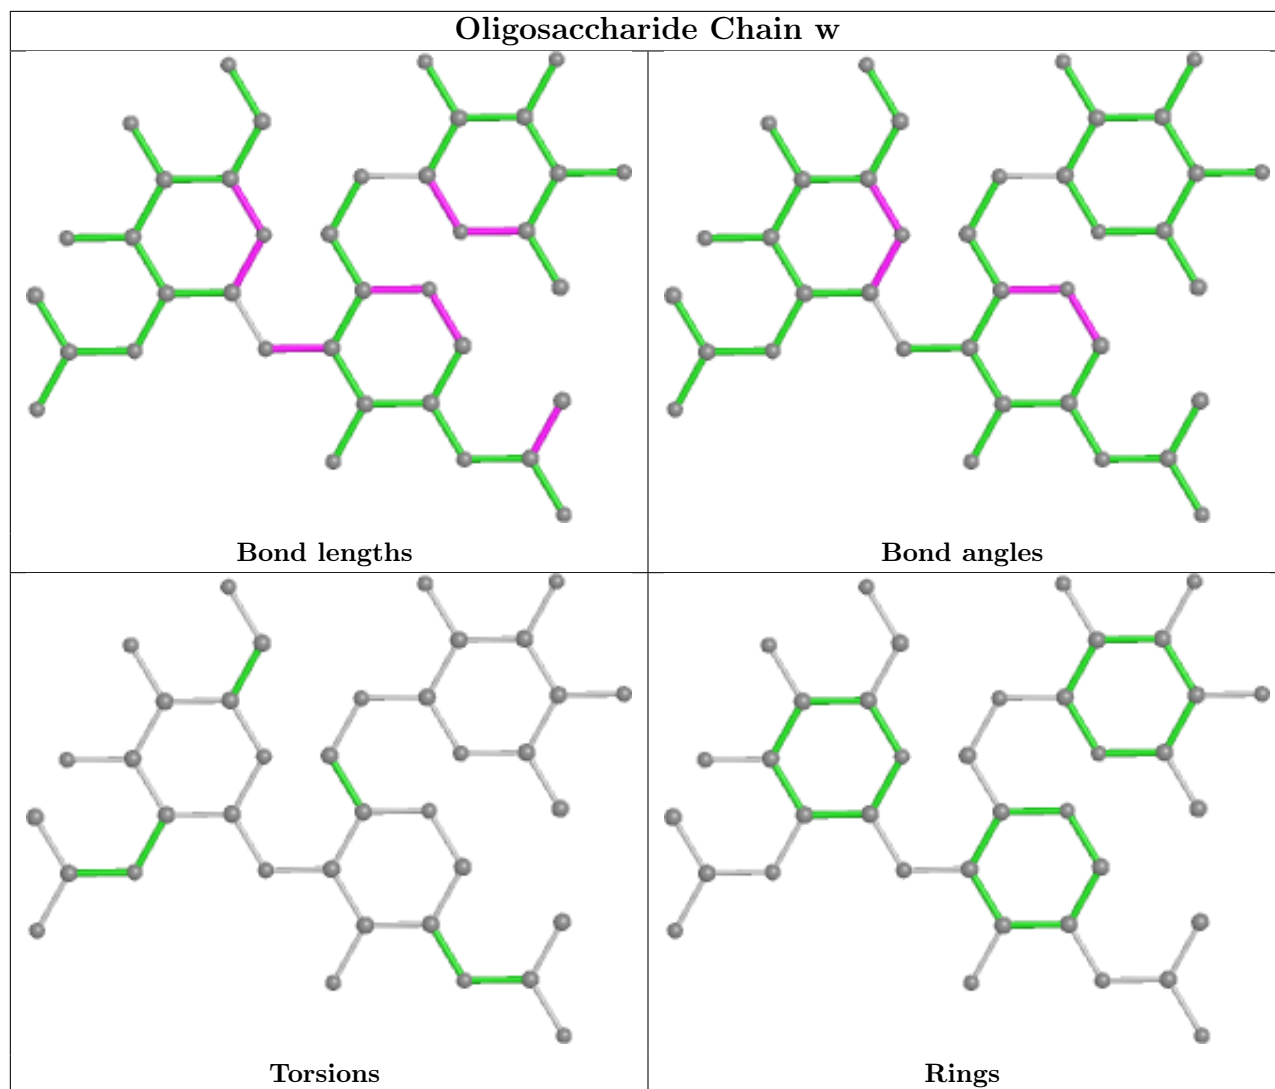 Oligosaccharide Chain w
Bond lengths
Bond angles
Torsions
Rings